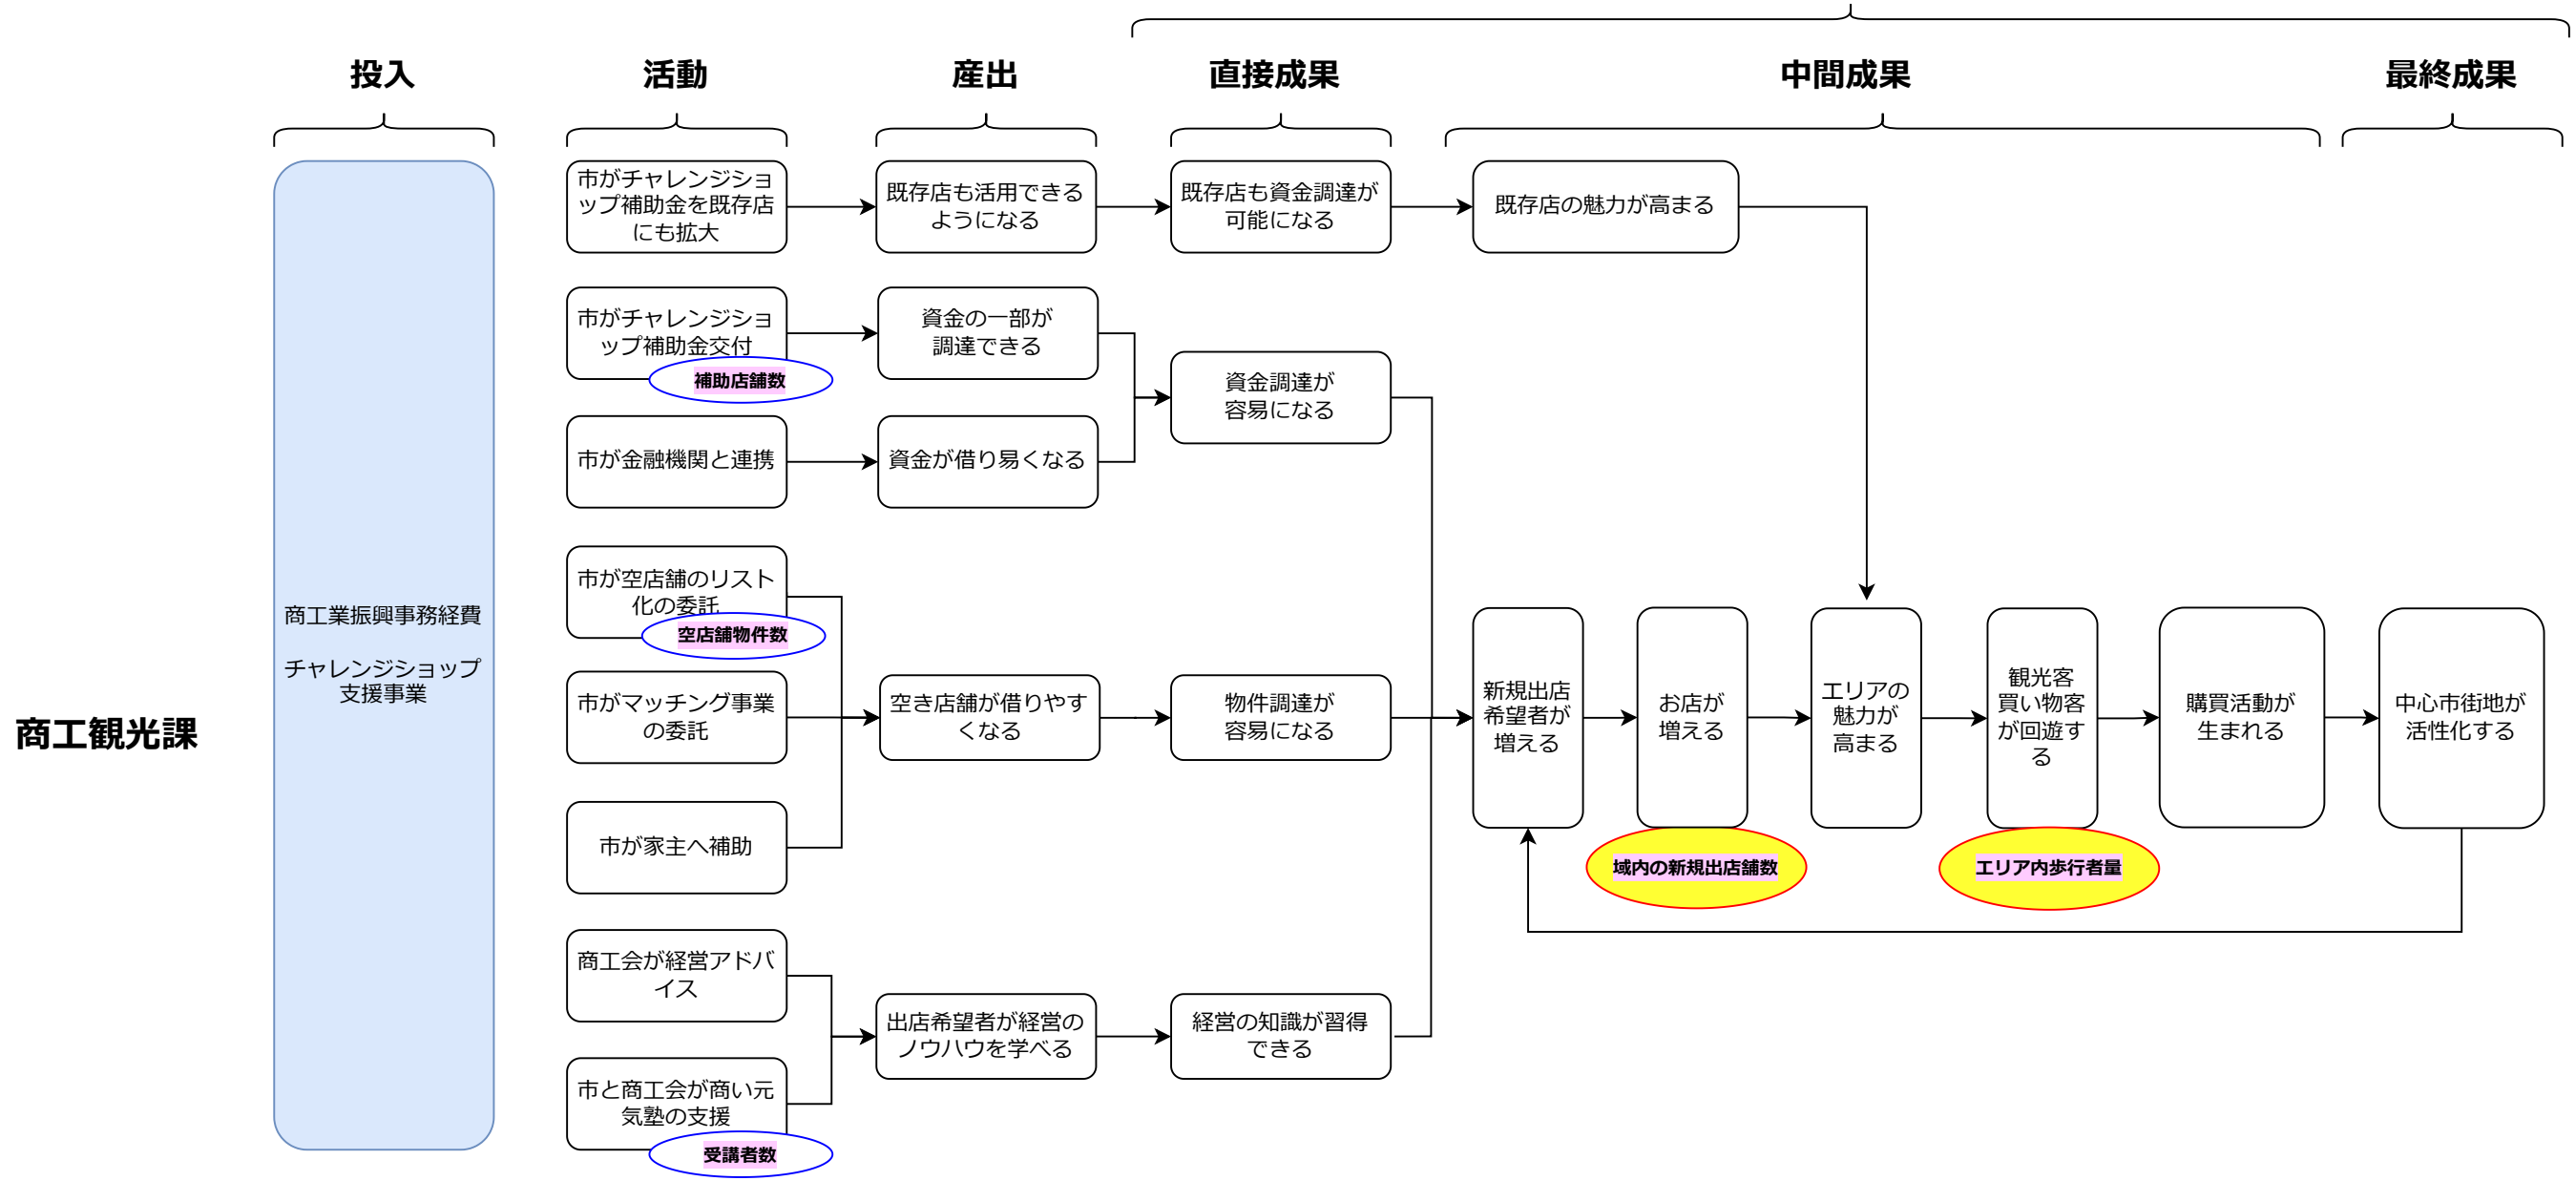 投入
活動
産出
直接成果
中間成果
最終成果
商工観光課
商工業振興事務経費
チャレンジショップ
支援事業
市がチャレンジショ
ップ補助金を既存店
にも拡大
既存店も活用できる
ようになる
既存店も資金調達が
可能になる
既存店の魅力が高まる
市がチャレンジショ
ップ補助金交付
補助店舗数
資金の一部が
調達できる
資金調達が
容易になる
市が金融機関と連携
資金が借り易くなる
市が空店舗のリスト
化の委託
空店舗物件数
市がマッチング事業
の委託
空き店舗が借りやす
くなる
物件調達が
容易になる
市が家主へ補助
新規出店
希望者が
増える
お店が
増える
域内の新規出店舗数
エリアの
魅力が
高まる
観光客
買い物客
が回遊す
る
エリア内歩行者量
購買活動が
生まれる
中心市街地が
活性化する
商工会が経営アドバ
イス
市と商工会が商い元
気塾の支援
受講者数
出店希望者が経営の
ノウハウを学べる
経営の知識が習得
できる